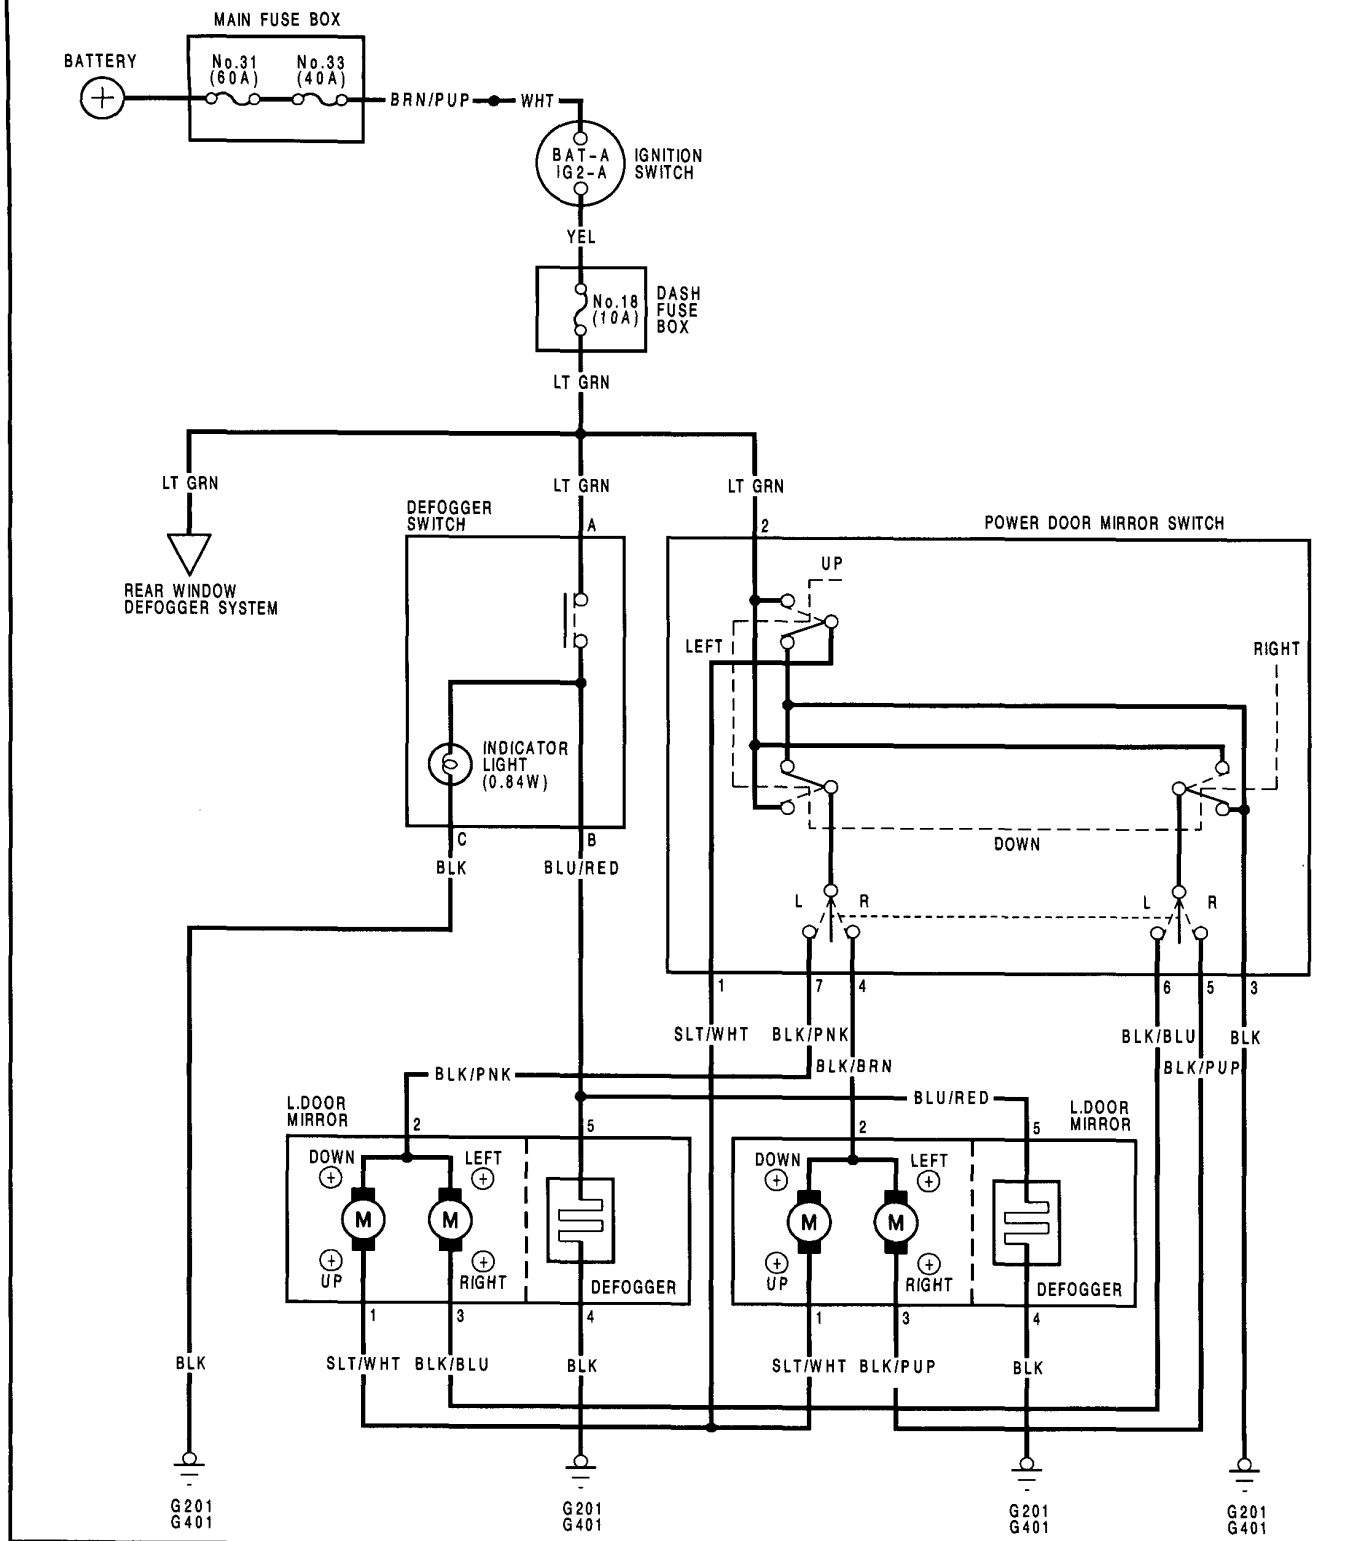 MAIN FUSE BOX
BATTERY
No.31
(60A)
No.33
(40A)
+
BRN/PUP
WHT
BAT-A
IG2-A
IGNITION
SWITCH
YEL
No.18
(10A)
DASH
FUSE
BOX
LT GRN
LT GRN
LT GRN
LT GRN
REAR WINDOW
DEFOGGER SYSTEM
DEFOGGER
SWITCH
A
INDICATOR
LIGHT
(0.84W)
C
B
BLK
BLU/RED
2
POWER DOOR MIRROR SWITCH
UP
LEFT
RIGHT
DOWN
L
R
L
R
1
7
4
6
5
3
SLT/WHT
BLK/PNK
BLK/BRN
BLK/BLU
BLK
BLK/PUP
BLK/PNK
BLU/RED
L.DOOR
MIRROR
2
5
DOWN
+
LEFT
+
M
M
+
UP
+
RIGHT
DEFOGGER
1
3
4
L.DOOR
MIRROR
2
5
DOWN
+
LEFT
+
M
M
+
UP
+
RIGHT
DEFOGGER
1
3
4
BLK
SLT/WHT
BLK/BLU
BLK
SLT/WHT
BLK/PUP
BLK
G201
G401
G201
G401
G201
G401
G201
G401